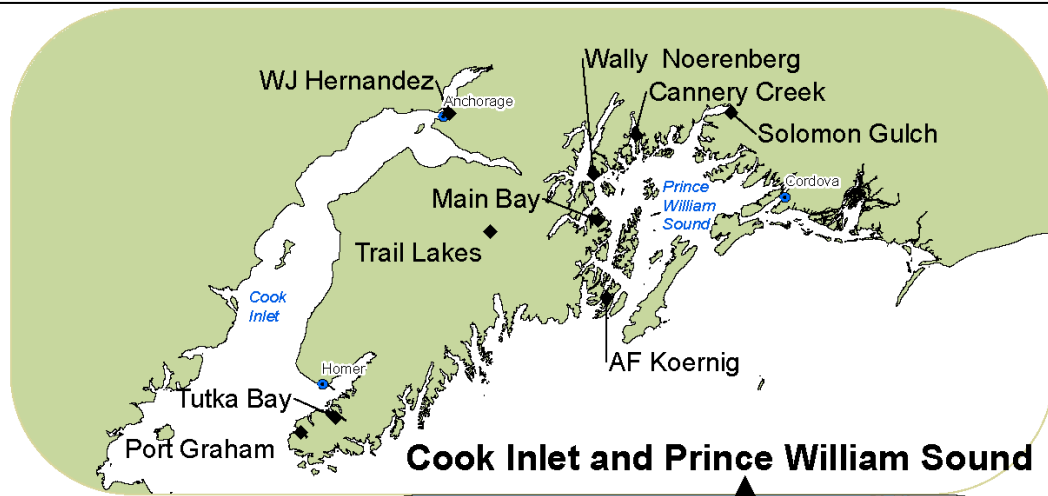 Wally Noerenberg
WJ Hernandez
Anchorage
Cannery Creek
Solomon Gulch
Main Bay
Prince
William
Sound
Cordova
Trail Lakes
Cook
Inlet
AF Koernig
Homer
Tutka Bay
Port Graham
Cook Inlet and Prince William Sound